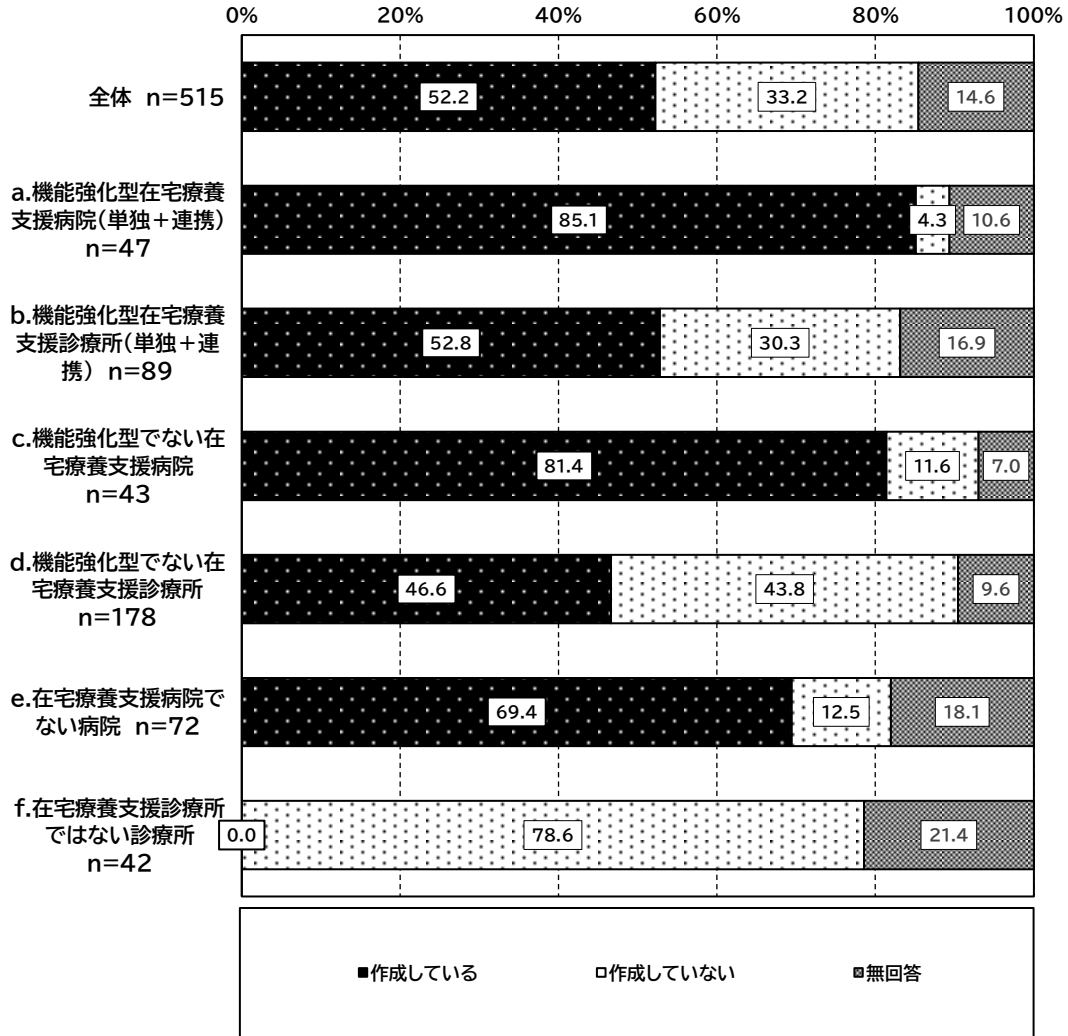 0% 20% 40% 60% 80% 100%
全体 n=515
52.2 33.2 14.6
a.機能強化型在宅療養
支援病院(単独+連携)
n=47
85.1 4.3 10.6
b.機能強化型在宅療養
支援診療所(単独+連
携) n=89
52.8 30.3 16.9
c.機能強化型でない在
宅療養支援病院
n=43
81.4 11.6 7.0
d.機能強化型でない在
宅療養支援診療所
n=178
46.6 43.8 9.6
e.在宅療養支援病院で
ない病院 n=72
69.4 12.5 18.1
f.在宅療養支援診療所
ではない診療所
n=42
0.0 78.6 21.4
作成している 作成していない 無回答